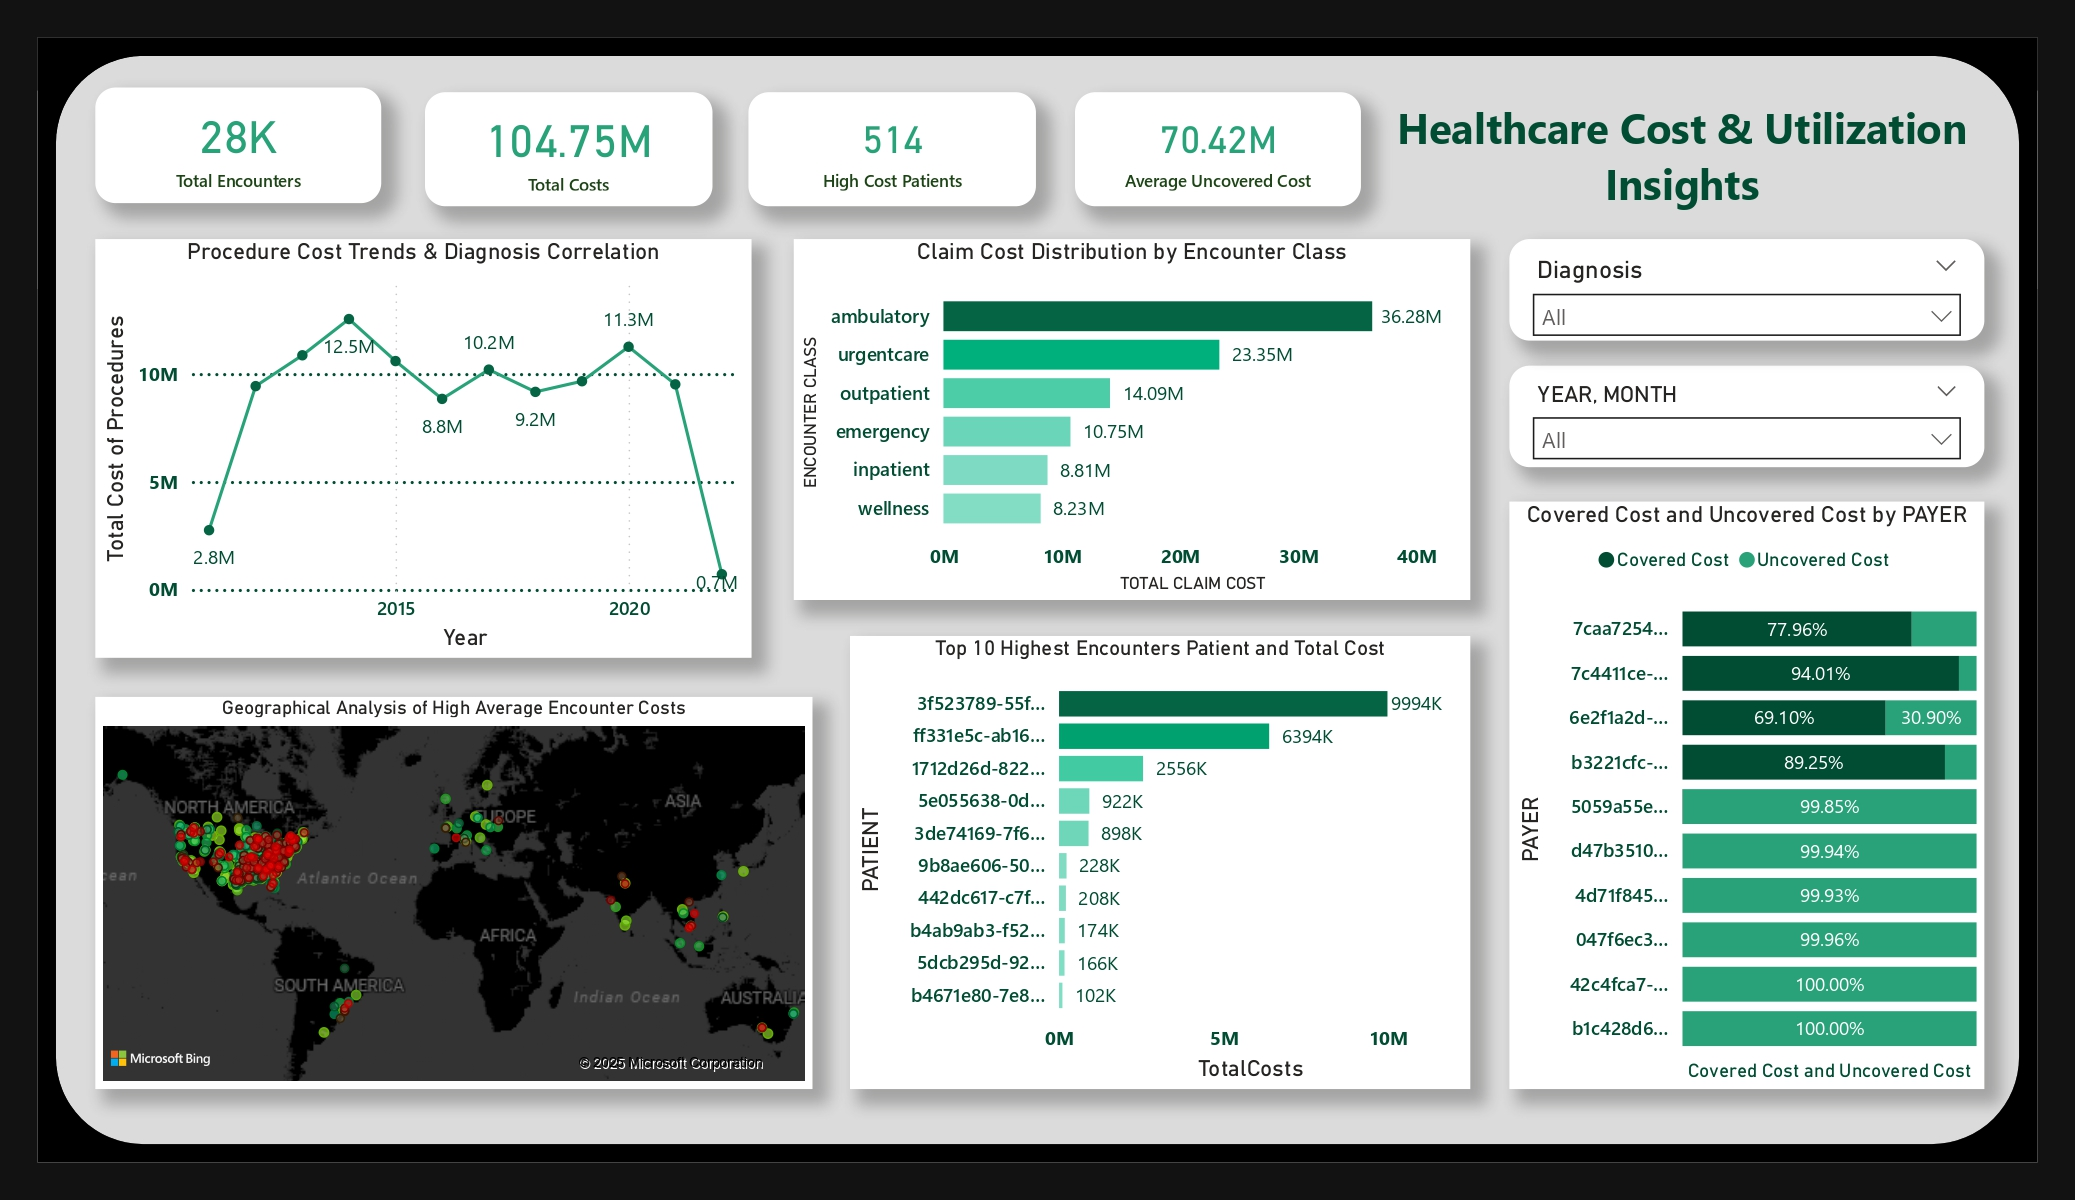 28K
Total Encounters
104.75M
Total Costs
514
High Cost Patients
70.42M
Average Uncovered Cost
Healthcare Cost & Utilization
Insights
Procedure Cost Trends & Diagnosis Correlation
Total Cost of Procedures
10M
5M
0M
2.8M
12.5M
8.8M
10.2M
9.2M
11.3M
0.7M
2015
2020
Year
Claim Cost Distribution by Encounter Class
ENCOUNTER CLASS
ambulatory 36.28M
urgentcare 23.35M
outpatient 14.09M
emergency 10.75M
inpatient 8.81M
wellness 8.23M
0M 10M 20M 30M 40M
TOTAL CLAIM COST
Diagnosis
All
YEAR, MONTH
All
Covered Cost and Uncovered Cost by PAYER
Covered Cost Uncovered Cost
PAYER
7caa7254... 77.96%
7c4411ce-... 94.01%
6e2f1a2d-... 69.10% 30.90%
b3221cfc-... 89.25%
5059a55e... 99.85%
d47b3510... 99.94%
4d71f845... 99.93%
047f6ec3... 99.96%
42c4fca7-... 100.00%
b1c428d6... 100.00%
Covered Cost and Uncovered Cost
Geographical Analysis of High Average Encounter Costs
NORTH AMERICA
EUROPE
ASIA
cean
Atlantic Ocean
AFRICA
SOUTH AMERICA
Indian Ocean
AUSTRALIA
Microsoft Bing
© 2025 Microsoft Corporation
Top 10 Highest Encounters Patient and Total Cost
PATIENT
3f523789-55f... 9994K
ff331e5c-ab16... 6394K
1712d26d-822... 2556K
5e055638-0d... 922K
3de74169-7f6... 898K
9b8ae606-50... 228K
442dc617-c7f... 208K
b4ab9ab3-f52... 174K
5dcb295d-92... 166K
b4671e80-7e8... 102K
0M 5M 10M
TotalCosts